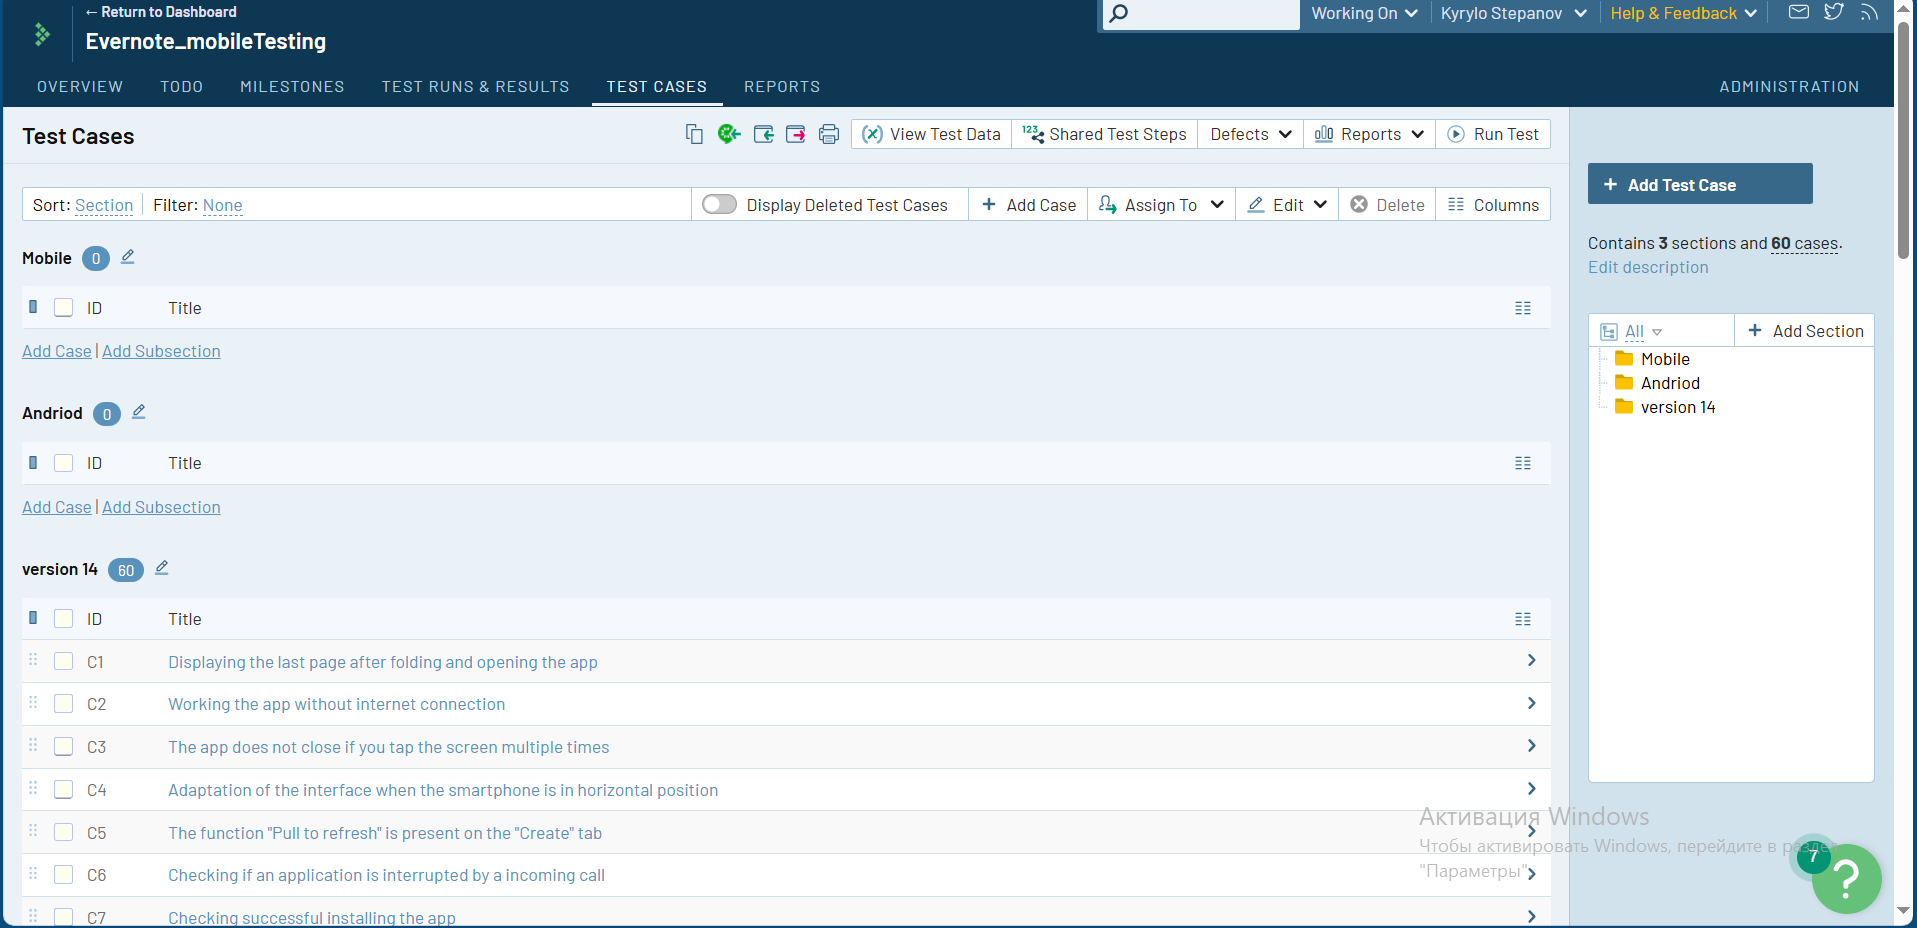 ← Return to Dashboard
Working On
Kyrylo Stepanov
Help & Feedback
Evernote_mobileTesting
OVERVIEW TODO MILESTONES TEST RUNS & RESULTS TEST CASES REPORTS ADMINISTRATION
Test Cases
View Test Data
123 Shared Test Steps
Defects
Reports
Run Test
+ Add Test Case
Sort: Section Filter: None
Display Deleted Test Cases
+ Add Case
Assign To
Edit
Delete
Columns
Contains 3 sections and 60 cases.
Edit description
Mobile 0
ID Title
Add Case | Add Subsection
All
+ Add Section
Mobile
Andriod
version 14
Andriod 0
ID Title
Add Case | Add Subsection
version 14 60
ID Title
C1 Displaying the last page after folding and opening the app
C2 Working the app without internet connection
C3 The app does not close if you tap the screen multiple times
C4 Adaptation of the interface when the smartphone is in horizontal position
C5 The function "Pull to refresh" is present on the "Create" tab
C6 Checking if an application is interrupted by a incoming call
C7 Checking successful installing the app
Активация Windows
Чтобы активировать Windows, перейдите в раздел
"Параметры".
7
?